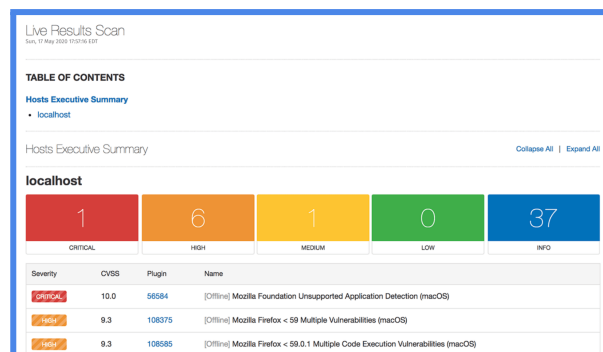 Live Results Scan
Sun, 17 May 2020 17:57:16 EDT
TABLE OF CONTENTS
Hosts Executive Summary
• localhost
Hosts Executive Summary
Collapse All | Expand All
localhost
1 6 1 0 37
CRITICAL HIGH MEDIUM LOW INFO
Severity CVSS Plugin Name
CRITICAL 10.0 56584 [Offline] Mozilla Foundation Unsupported Application Detection (macOS)
HIGH 9.3 108375 [Offline] Mozilla Firefox < 59 Multiple Vulnerabilities (macOS)
HIGH 9.3 108585 [Offline] Mozilla Firefox < 59.0.1 Multiple Code Execution Vulnerabilities (macOS)